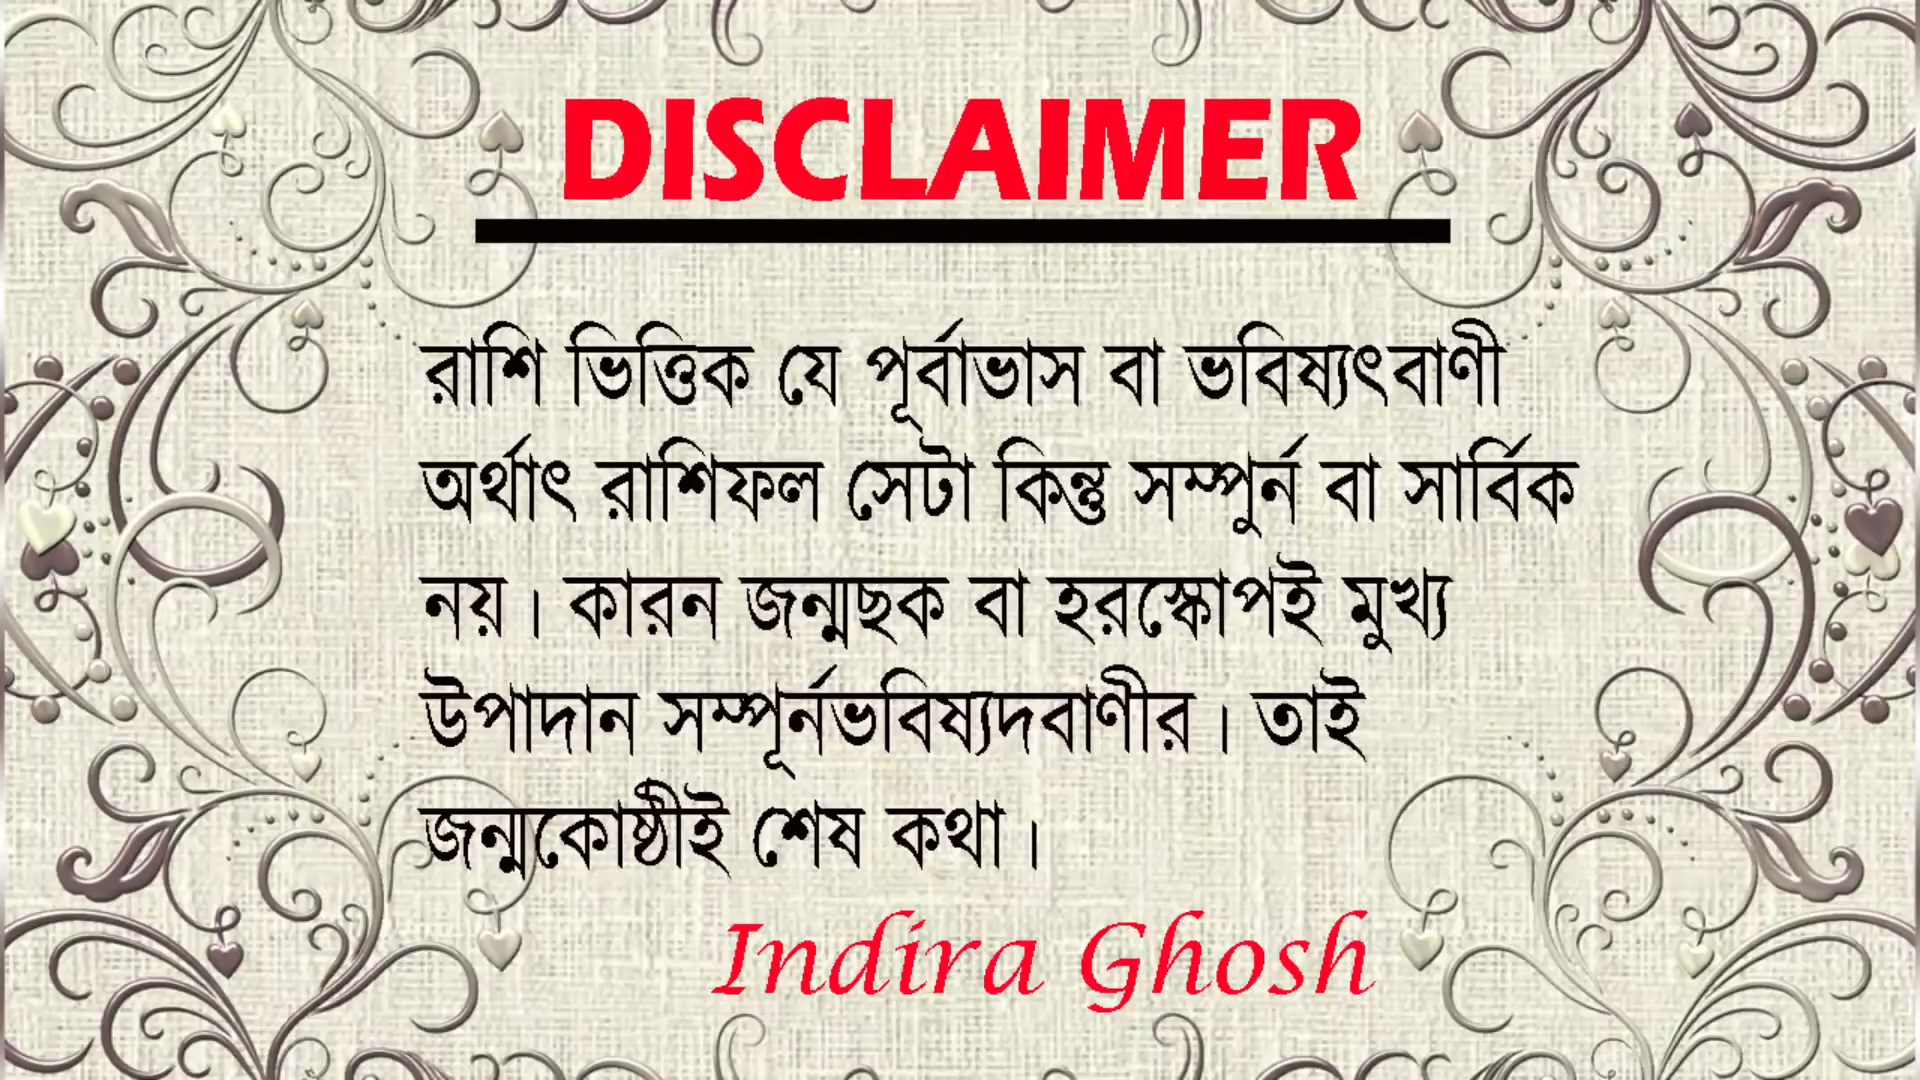 DISCLAIMER
রাশি ভিত্তিক যে পূর্বাভাস বা ভবিষ্যৎবাণী
অর্থাৎ রাশিফল সেটা কিন্তু সম্পুর্ন বা সার্বিক
নয়। কারন জন্মছক বা হরস্কোপই মুখ্য
উপাদান সম্পূর্নভবিষ্যদবাণীর। তাই
জন্মকোষ্ঠীই শেষ কথা।
Indira Ghosh